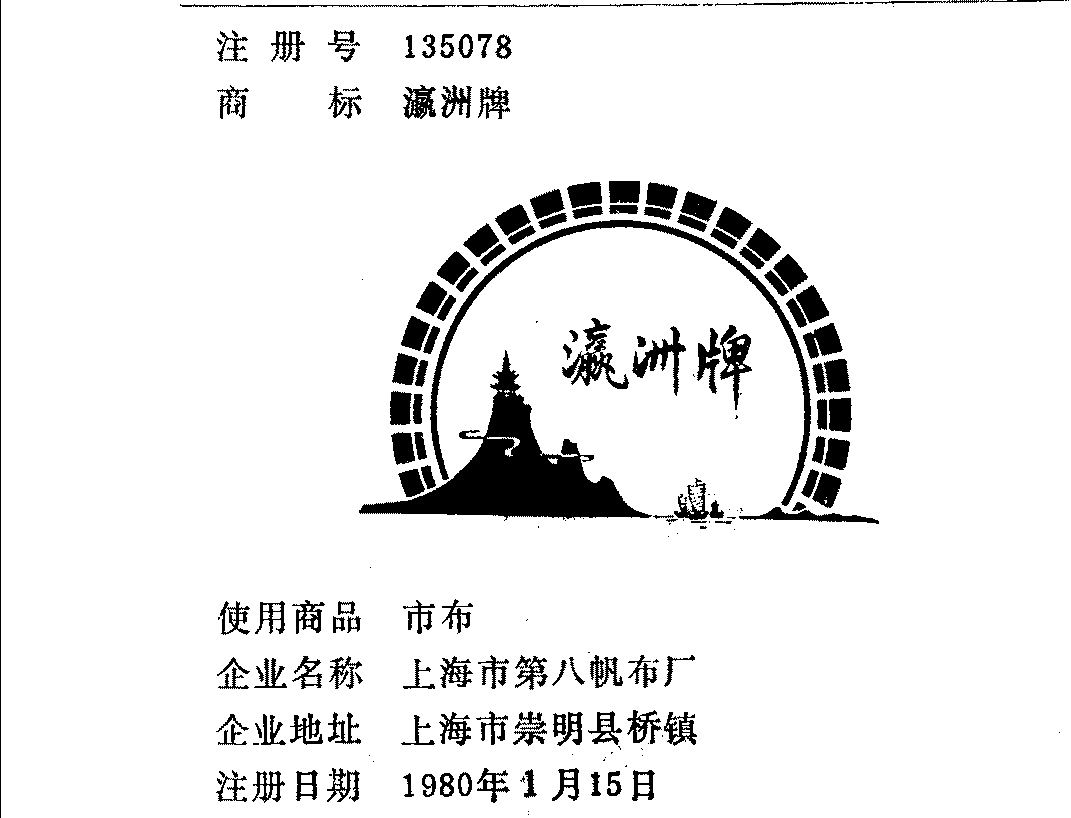 注册号 135078
商标 瀛洲牌
瀛洲牌
使用商品 市布
企业名称 上海市第八帆布厂
企业地址 上海市崇明县桥镇
注册日期 1980年1月15日